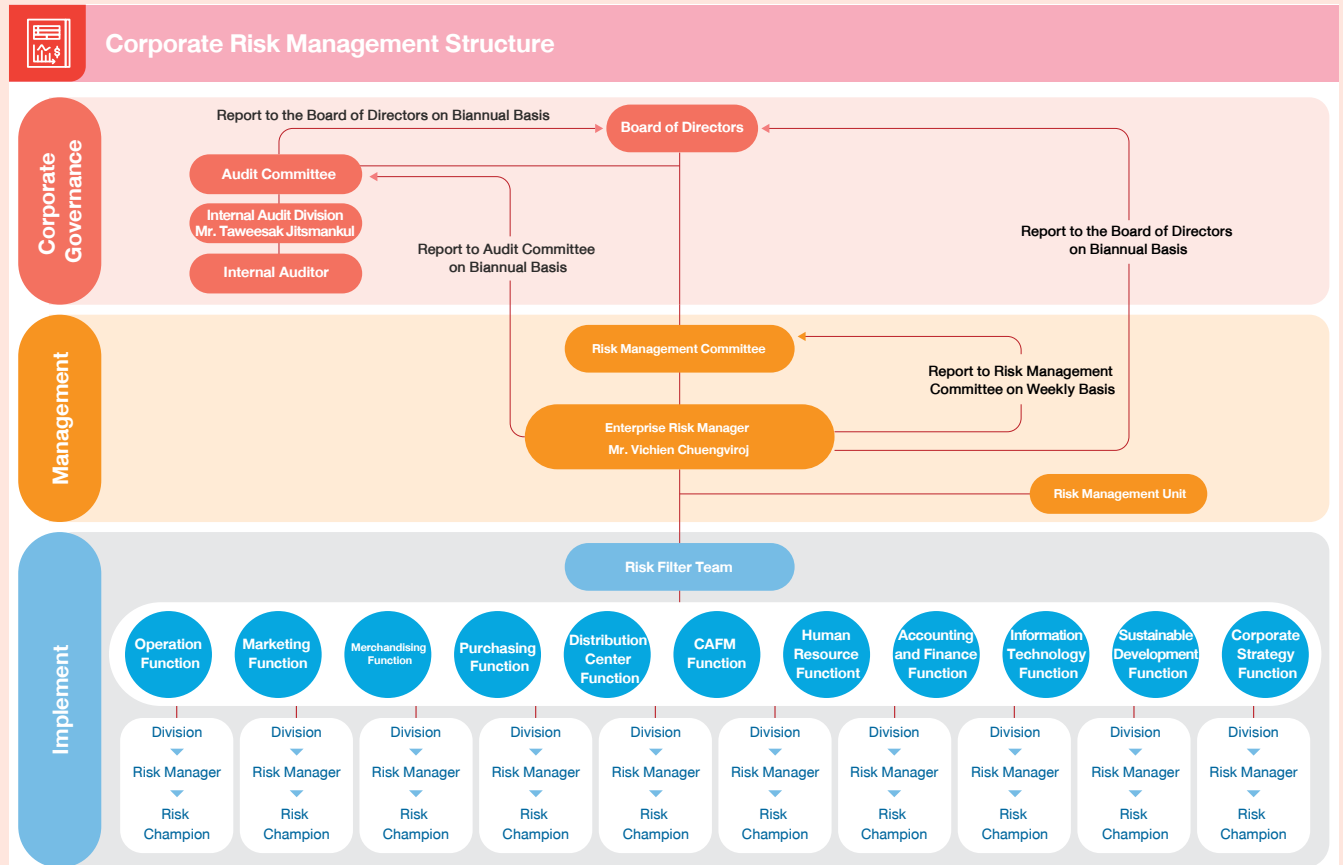 Corporate Risk Management Structure
Corporate
Governance
Report to the Board of Directors on Biannual Basis
Board of Directors
Audit Committee
Internal Audit Division
Mr. Taweesak Jitsmankul
Internal Auditor
Report to Audit Committee
on Biannual Basis
Report to the Board of Directors
on Biannual Basis
Management
Risk Management Committee
Report to Risk Management
Committee on Weekly Basis
Enterprise Risk Manager
Mr. Vichien Chuengviroj
Risk Management Unit
Implement
Risk Filter Team
Operation
Function
Marketing
Function
Merchandising
Function
Purchasing
Function
Distribution
Center
Function
CAFM
Function
Human
Resource
Functiont
Accounting
and Finance
Function
Information
Technology
Function
Sustainable
Development
Function
Corporate
Strategy
Function
Division
Risk Manager
Risk
Champion
Division
Risk Manager
Risk
Champion
Division
Risk Manager
Risk
Champion
Division
Risk Manager
Risk
Champion
Division
Risk Manager
Risk
Champion
Division
Risk Manager
Risk
Champion
Division
Risk Manager
Risk
Champion
Division
Risk Manager
Risk
Champion
Division
Risk Manager
Risk
Champion
Division
Risk Manager
Risk
Champion